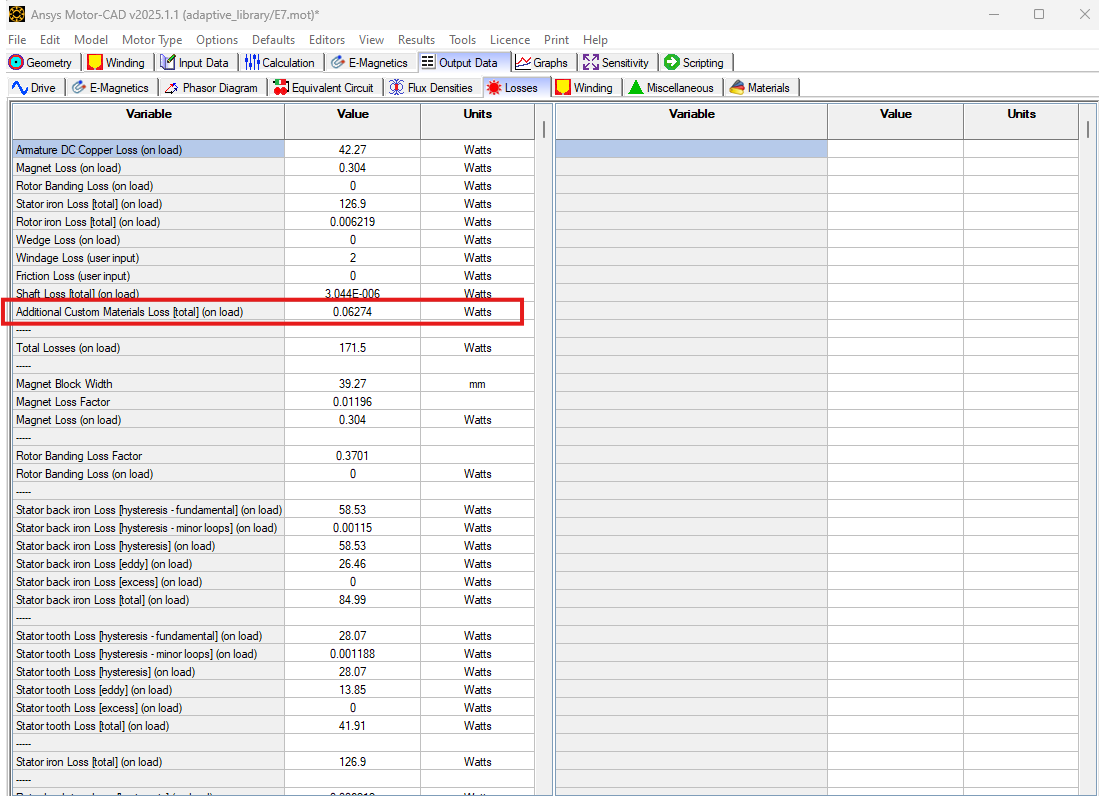 Ansys Motor-CAD v2025.1.1 (adaptive_library/E7.mot)*
File Edit Model Motor Type Options Defaults Editors View Results Tools Licence Print Help
Geometry Winding Input Data Calculation E-Magnetics Output Data Graphs Sensitivity Scripting
Drive E-Magnetics Phasor Diagram Equivalent Circuit Flux Densities Losses Winding Miscellaneous Materials
Variable Value Units Variable Value Units
Armature DC Copper Loss (on load) 42.27 Watts
Magnet Loss (on load) 0.304 Watts
Rotor Banding Loss (on load) 0 Watts
Stator iron Loss [total] (on load) 126.9 Watts
Rotor iron Loss [total] (on load) 0.006219 Watts
Wedge Loss (on load) 0 Watts
Windage Loss (user input) 2 Watts
Friction Loss (user input) 0 Watts
Shaft Loss [total] (on load) 3.044E-006 Watts
Additional Custom Materials Loss [total] (on load) 0.06274 Watts
-----
Total Losses (on load) 171.5 Watts
-----
Magnet Block Width 39.27 mm
Magnet Loss Factor 0.01196
Magnet Loss (on load) 0.304 Watts
-----
Rotor Banding Loss Factor 0.3701
Rotor Banding Loss (on load) 0 Watts
-----
Stator back iron Loss [hysteresis - fundamental] (on load) 58.53 Watts
Stator back iron Loss [hysteresis - minor loops] (on load) 0.00115 Watts
Stator back iron Loss [hysteresis] (on load) 58.53 Watts
Stator back iron Loss [eddy] (on load) 26.46 Watts
Stator back iron Loss [excess] (on load) 0 Watts
Stator back iron Loss [total] (on load) 84.99 Watts
-----
Stator tooth Loss [hysteresis - fundamental] (on load) 28.07 Watts
Stator tooth Loss [hysteresis - minor loops] (on load) 0.001188 Watts
Stator tooth Loss [hysteresis] (on load) 28.07 Watts
Stator tooth Loss [eddy] (on load) 13.85 Watts
Stator tooth Loss [excess] (on load) 0 Watts
Stator tooth Loss [total] (on load) 41.91 Watts
-----
Stator iron Loss [total] (on load) 126.9 Watts
-----